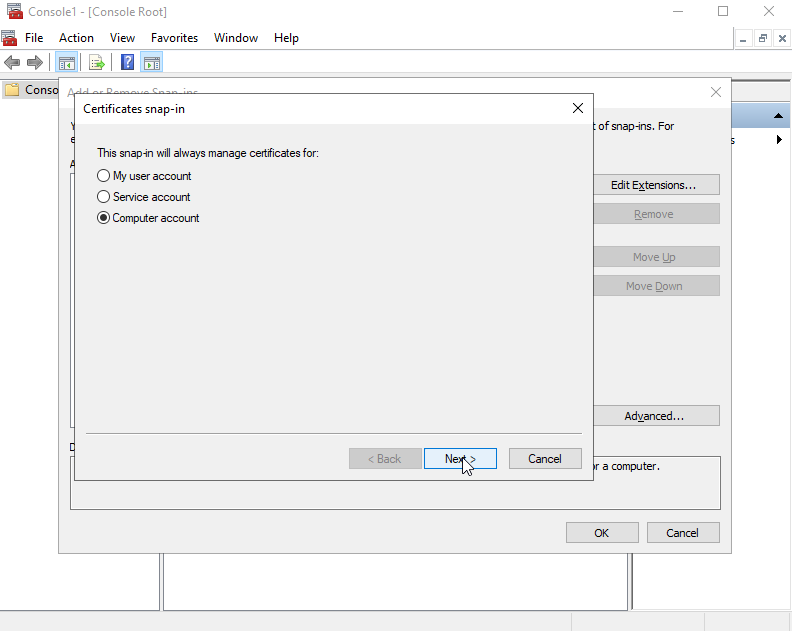 Console1 - [Console Root]
File Action View Favorites Window Help
Conso
Add or Remove Snap-ins
Certificates snap-in
t of snap-ins. For
This snap-in will always manage certificates for:
My user account
Service account
Computer account
Edit Extensions...
Remove
Move Up
Move Down
Advanced...
< Back
Next >
Cancel
r a computer.
OK
Cancel